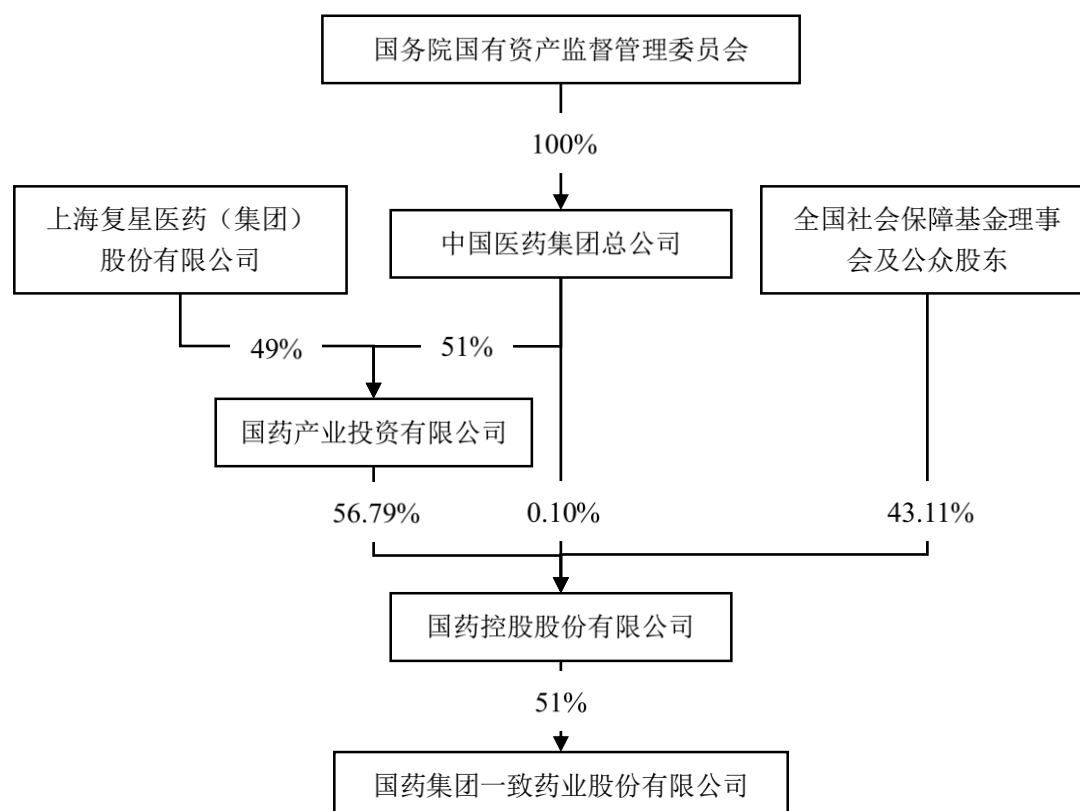 国务院国有资产监督管理委员会
100%
上海复星医药（集团）
股份有限公司
中国医药集团总公司
全国社会保障基金理事
会及公众股东
49%
51%
国药产业投资有限公司
56.79%
0.10%
43.11%
国药控股股份有限公司
51%
国药集团一致药业股份有限公司